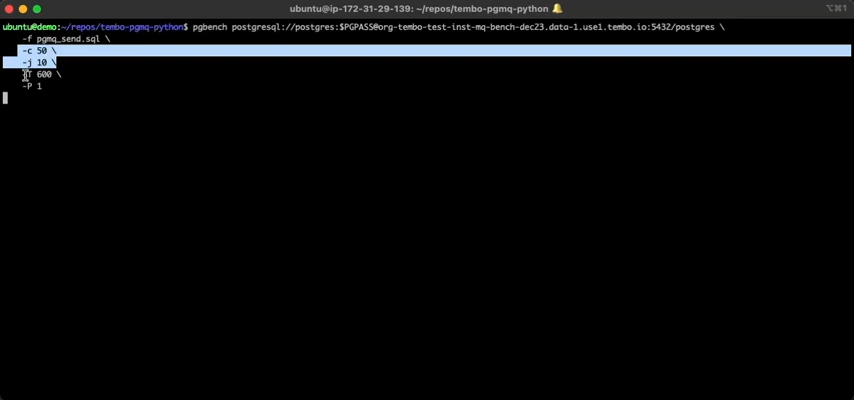 ubuntu@ip-172-31-29-139: ~/repos/tembo-pgmq-python 🔔
⌥⌘1
ubuntu@demo:~/repos/tembo-pgmq-python$ pgbench postgresql://postgres:$PGPASS@org-tembo-test-inst-mq-bench-dec23.data-1.use1.tembo.io:5432/postgres \
-f pgmq_send.sql \
-c 50 \
-j 10 \
-T 600 \
-P 1